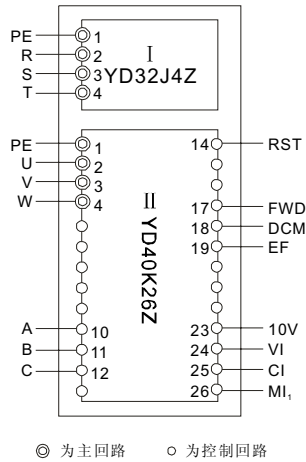 PE 1
R 2
S 3
T 4
I
YD32J4Z
PE 1
U 2
V 3
W 4
II
YD40K26Z
A 10
B 11
C 12
14 RST
17 FWD
18 DCM
19 EF
23 10V
24 VI
25 CI
26 MI₁
◎ 为主回路 ○ 为控制回路